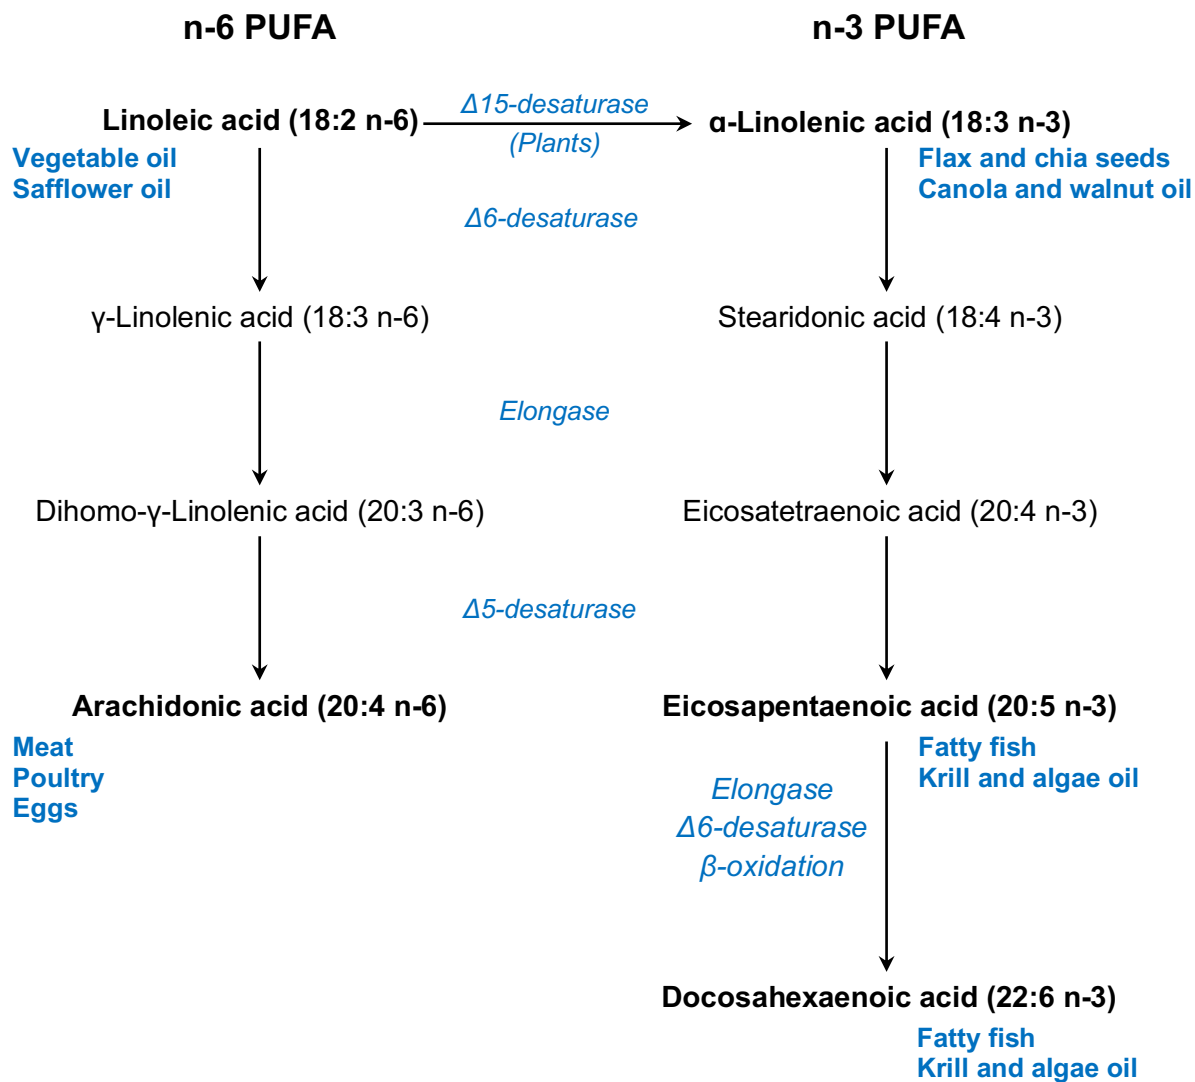 n-6 PUFA
n-3 PUFA
Linoleic acid (18:2 n-6)
Δ15-desaturase
(Plants)
α-Linolenic acid (18:3 n-3)
Vegetable oil
Safflower oil
Flax and chia seeds
Canola and walnut oil
Δ6-desaturase
γ-Linolenic acid (18:3 n-6)
Stearidonic acid (18:4 n-3)
Elongase
Dihomo-γ-Linolenic acid (20:3 n-6)
Eicosatetraenoic acid (20:4 n-3)
Δ5-desaturase
Arachidonic acid (20:4 n-6)
Eicosapentaenoic acid (20:5 n-3)
Meat
Poultry
Eggs
Fatty fish
Krill and algae oil
Elongase
Δ6-desaturase
β-oxidation
Docosahexaenoic acid (22:6 n-3)
Fatty fish
Krill and algae oil